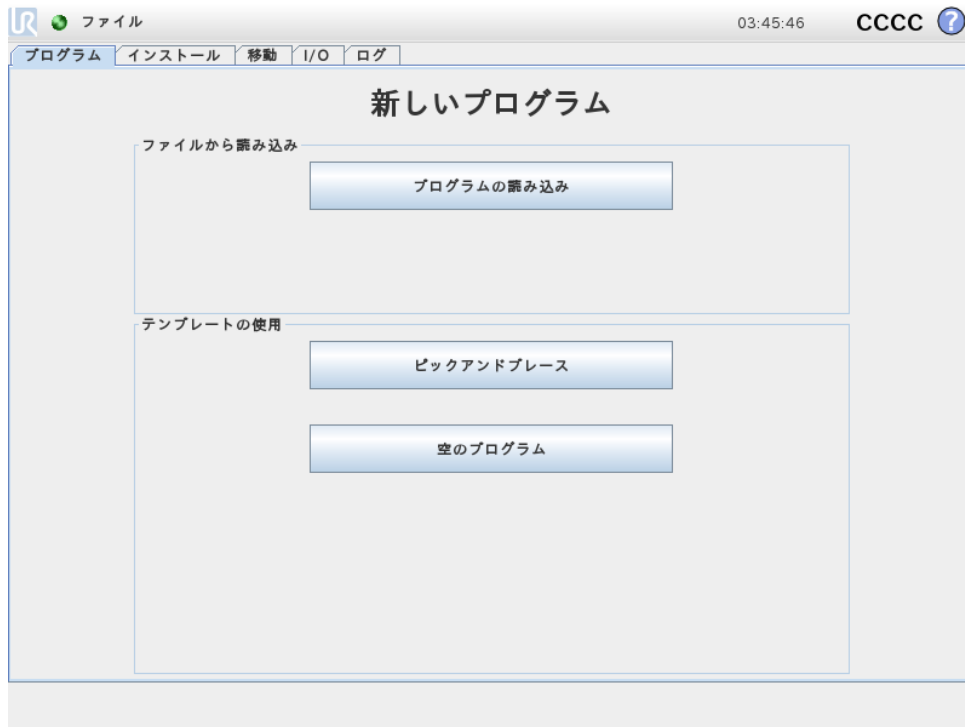 UR ファイル 03:45:46 CCCC ?
プログラム インストール 移動 I/O ログ
新しいプログラム
ファイルから読み込み
プログラムの読み込み
テンプレートの使用
ピックアンドプレース
空のプログラム